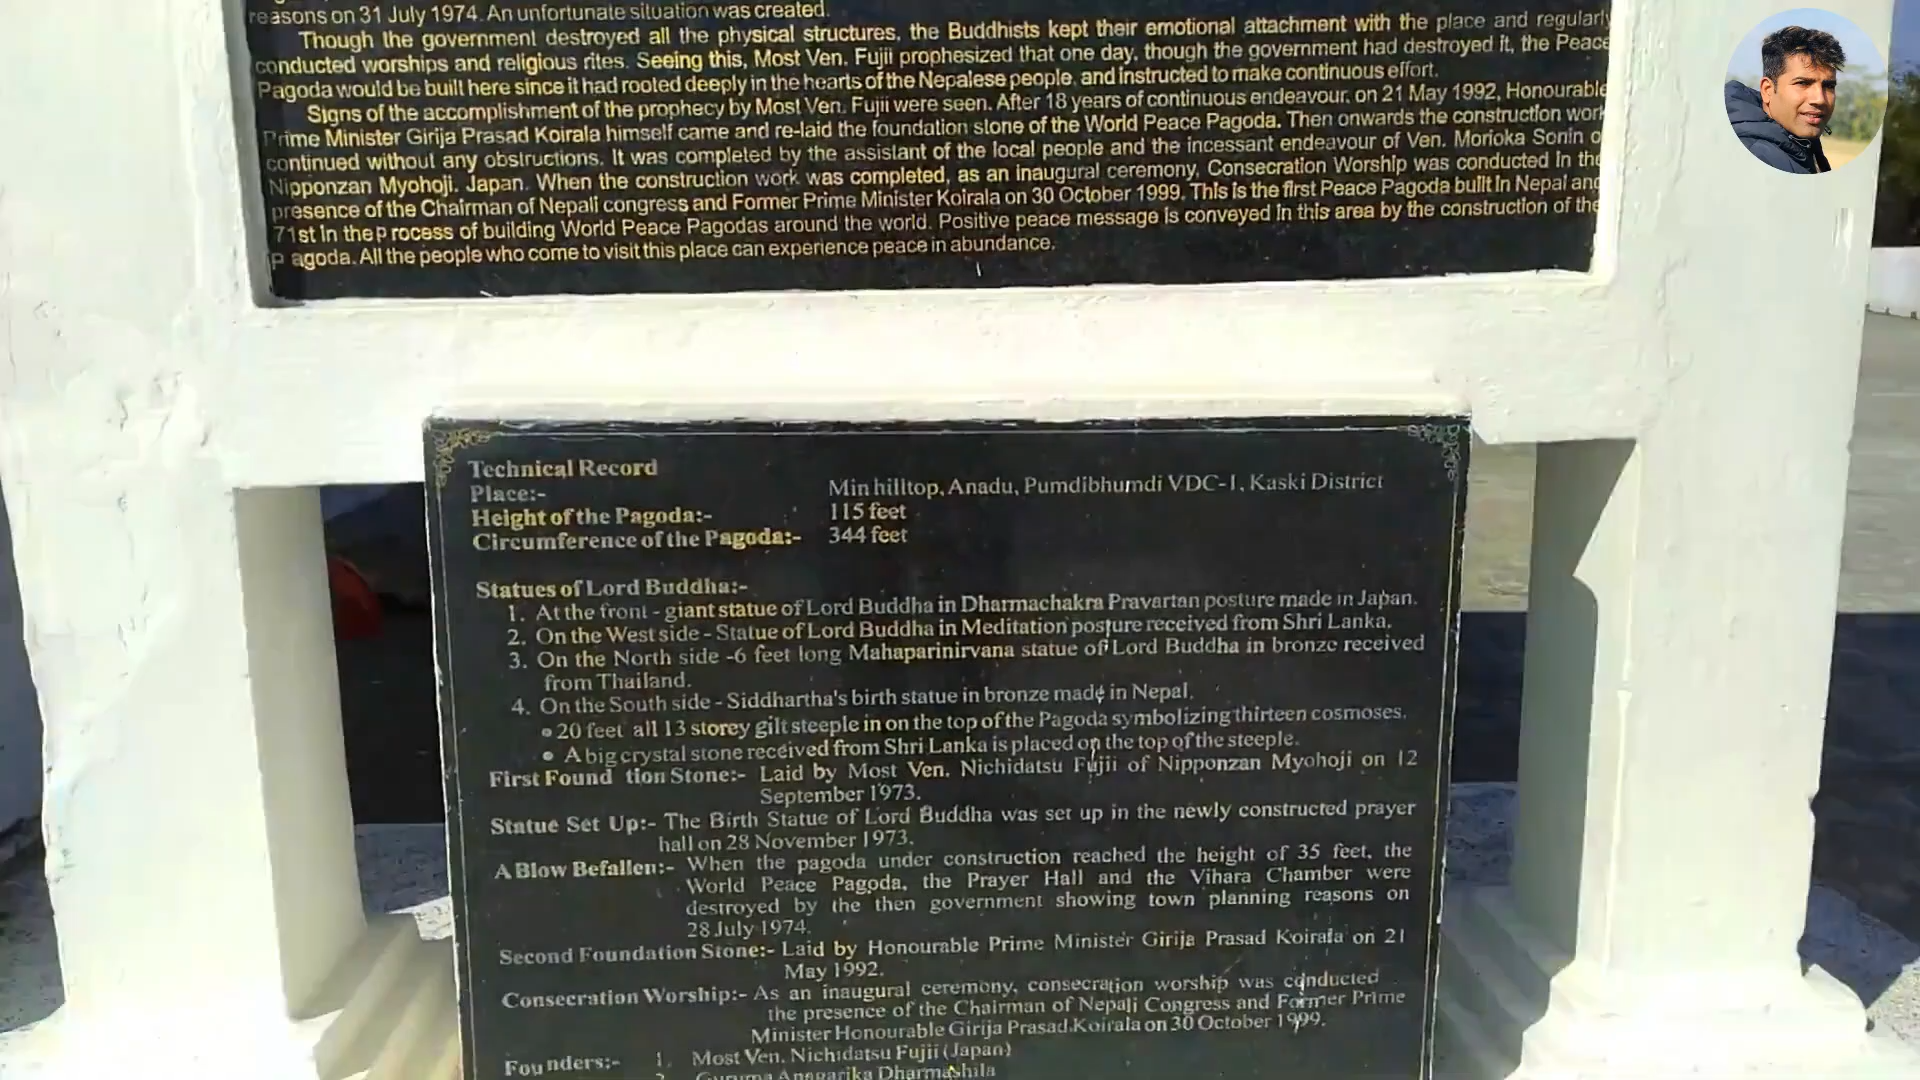 reasons on 31 July 1974. An unfortunate situation was created.
Though the government destroyed all the physical structures, the Buddhists kept their emotional attachment with the place and regularly
conducted worships and religious rites. Seeing this, Most Ven. Fujii prophesized that one day, though the government had destroyed it, the Peace
Pagoda would be built here since it had rooted deeply in the hearts of the Nepalese people, and instructed to make continuous effort.
Signs of the accomplishment of the prophecy by Most Ven. Fujii were seen. After 18 years of continuous endeavour, on 21 May 1992, Honourable
Prime Minister Girija Prasad Koirala himself came and re-laid the foundation stone of the World Peace Pagoda. Then onwards the construction work
continued without any obstructions. It was completed by the assistant of the local people and the incessant endeavour of Ven. Morioka Sonin o
Nipponzan Myohoji, Japan. When the construction work was completed, as an inaugural ceremony, Consecration Worship was conducted in the
presence of the Chairman of Nepali congress and Former Prime Minister Koirala on 30 October 1999. This is the first Peace Pagoda built in Nepal and
71st in the p rocess of building World Peace Pagodas around the world. Positive peace message is conveyed in this area by the construction of the
P agoda. All the people who come to visit this place can experience peace in abundance.
Technical Record
Place:- Min hilltop, Anadu, Pumdibhumdi VDC-1, Kaski District
Height of the Pagoda:- 115 feet
Circumference of the Pagoda:- 344 feet
Statues of Lord Buddha:-
1. At the front - giant statue of Lord Buddha in Dharmachakra Pravartan posture made in Japan.
2. On the West side - Statue of Lord Buddha in Meditation posture received from Shri Lanka.
3. On the North side -6 feet long Mahaparinirvana statue of Lord Buddha in bronze received
from Thailand.
4. On the South side - Siddhartha's birth statue in bronze made in Nepal.
• 20 feet all 13 storey gilt steeple in on the top of the Pagoda symbolizing thirteen cosmoses.
• A big crystal stone received from Shri Lanka is placed on the top of the steeple.
First Found tion Stone:- Laid by Most Ven. Nichidatsu Fujii of Nipponzan Myohoji on 12
September 1973.
Statue Set Up:- The Birth Statue of Lord Buddha was set up in the newly constructed prayer
hall on 28 November 1973.
A Blow Befallen:- When the pagoda under construction reached the height of 35 feet, the
World Peace Pagoda, the Prayer Hall and the Vihara Chamber were
destroyed by the then government showing town planning reasons on
28 July 1974.
Second Foundation Stone:- Laid by Honourable Prime Minister Girija Prasad Koirala on 21
May 1992.
Consecration Worship:- As an inaugural ceremony, consecration worship was conducted
the presence of the Chairman of Nepali Congress and Former Prime
Minister Honourable Girija Prasad Koirala on 30 October 1999.
Founders:- 1. Most Ven. Nichidatsu Fujii (Japan)
2. Guruma Anagarika Dharmashila